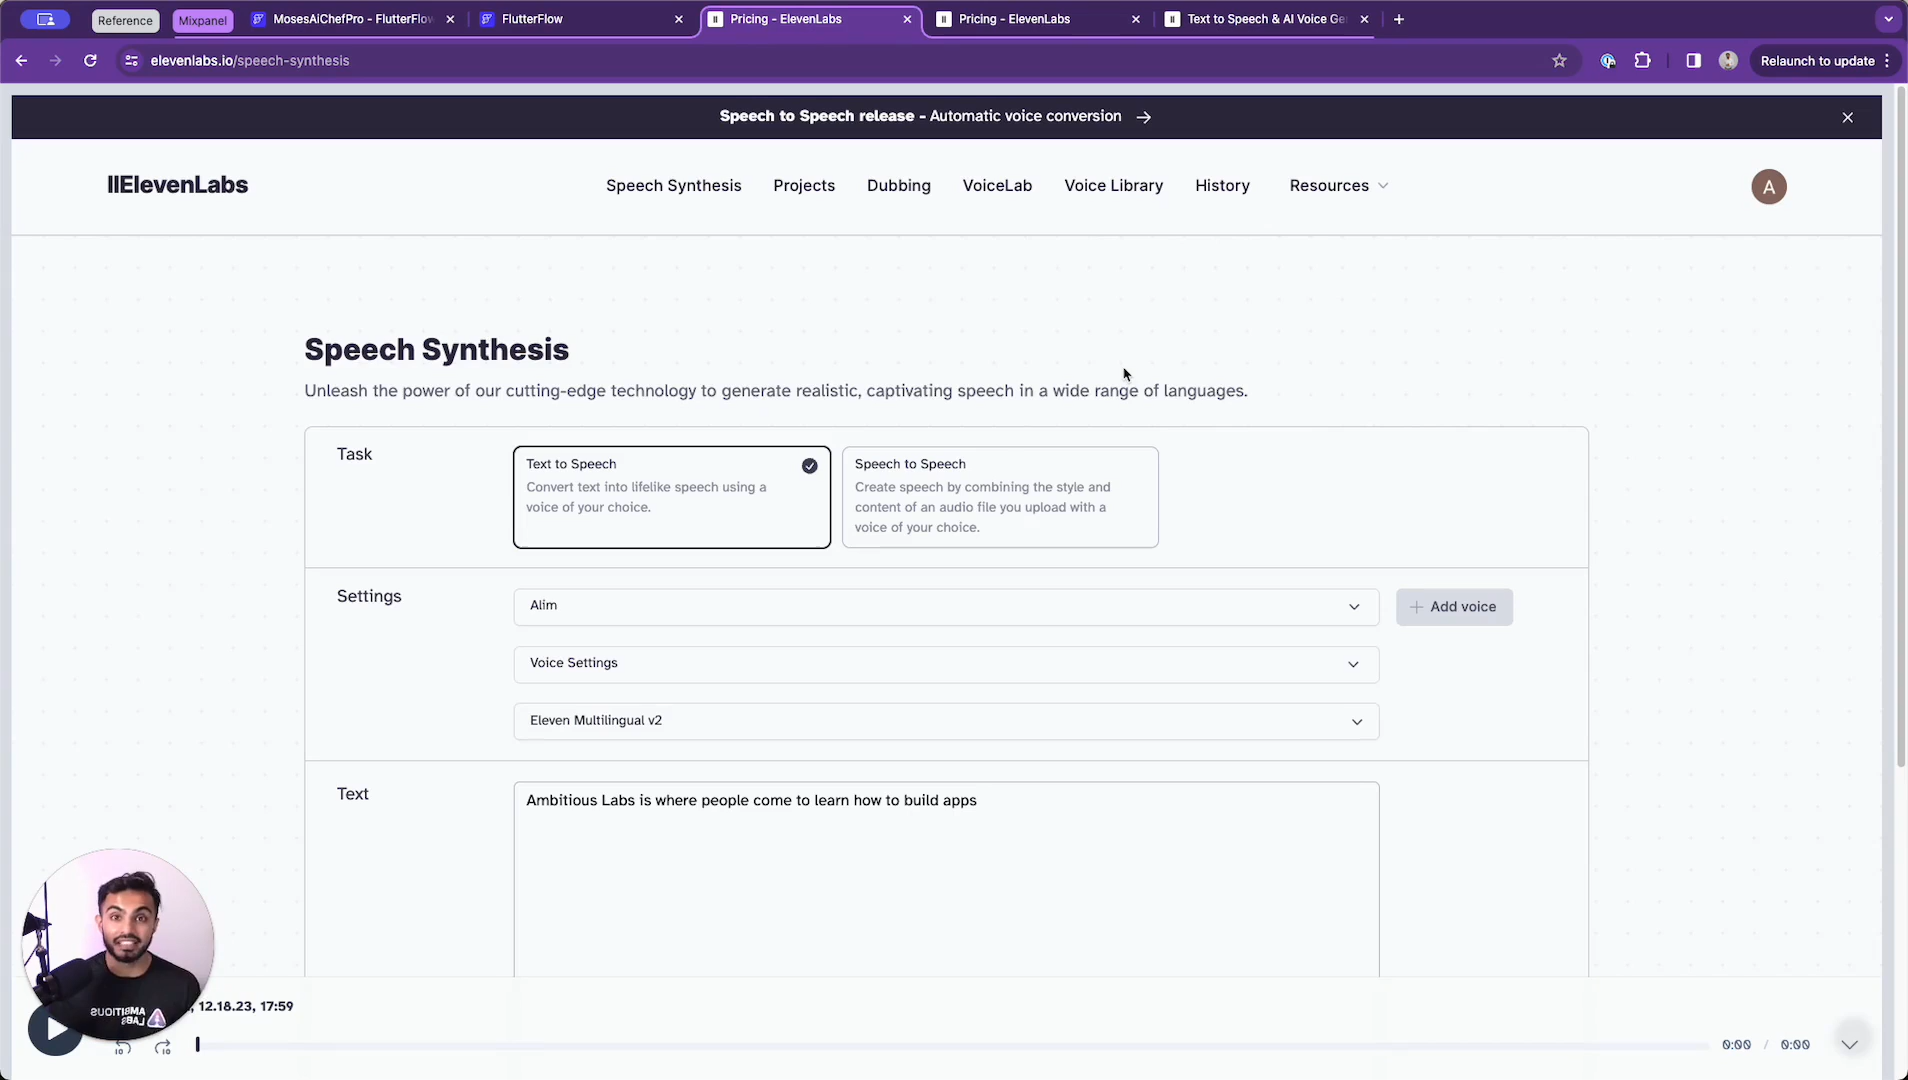 Reference
Mixpanel
MosesAiChefPro - FlutterFlow
FlutterFlow
Pricing - ElevenLabs
Pricing - ElevenLabs
Text to Speech & AI Voice Ge
elevenlabs.io/speech-synthesis
Relaunch to update
Speech to Speech release - Automatic voice conversion →
IIElevenLabs
Speech Synthesis
Projects
Dubbing
VoiceLab
Voice Library
History
Resources
A
Speech Synthesis
Unleash the power of our cutting-edge technology to generate realistic, captivating speech in a wide range of languages.
Task
Text to Speech
Convert text into lifelike speech using a
voice of your choice.
Speech to Speech
Create speech by combining the style and
content of an audio file you upload with a
voice of your choice.
Settings
Alim
+ Add voice
Voice Settings
Eleven Multilingual v2
Text
Ambitious Labs is where people come to learn how to build apps
AMBITIOUS
LABS
, 12.18.23, 17:59
10
10
0:00 / 0:00